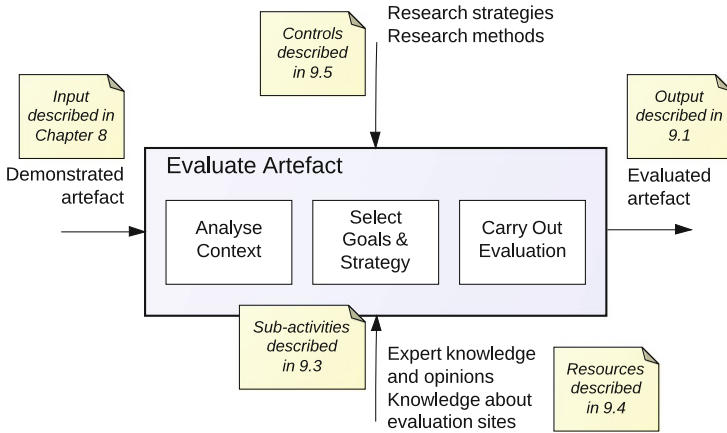 Research strategies
Research methods
Controls
described
in 9.5
Input
described in
Chapter 8
Output
described in
9.1
Demonstrated
artefact
Evaluate Artefact
Evaluated
artefact
Analyse
Context
Select
Goals &
Strategy
Carry Out
Evaluation
Sub-activities
described
in 9.3
Expert knowledge
and opinions
Knowledge about
evaluation sites
Resources
described
in 9.4